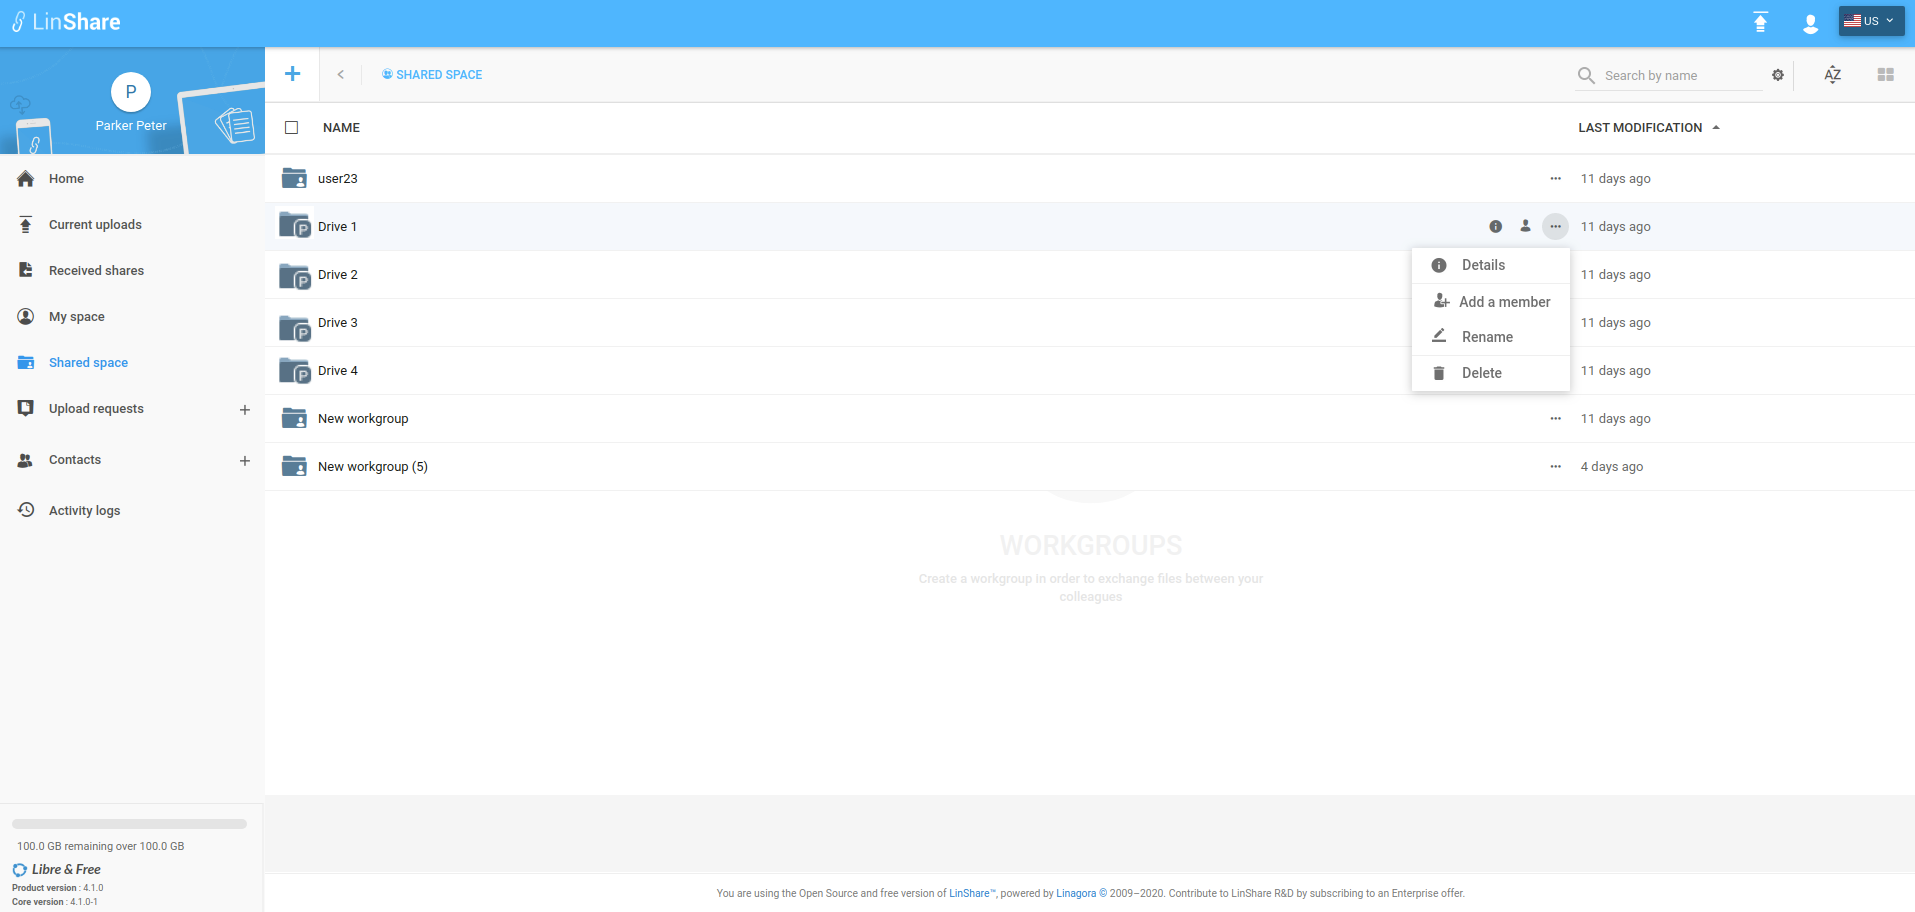 LinShare
US
P
Parker Peter
Home
Current uploads
Received shares
My space
Shared space
Upload requests
Contacts
Activity logs
100.0 GB remaining over 100.0 GB
Libre & Free
Product version : 4.1.0
Core version : 4.1.0-1
SHARED SPACE
Search by name
AZ
NAME
LAST MODIFICATION
user23
11 days ago
P
Drive 1
11 days ago
P
Drive 2
11 days ago
P
Drive 3
11 days ago
P
Drive 4
11 days ago
New workgroup
11 days ago
New workgroup (5)
4 days ago
Details
Add a member
Rename
Delete
WORKGROUPS
Create a workgroup in order to exchange files between your
colleagues
You are using the Open Source and free version of LinShare™, powered by Linagora © 2009–2020. Contribute to LinShare R&D by subscribing to an Enterprise offer.